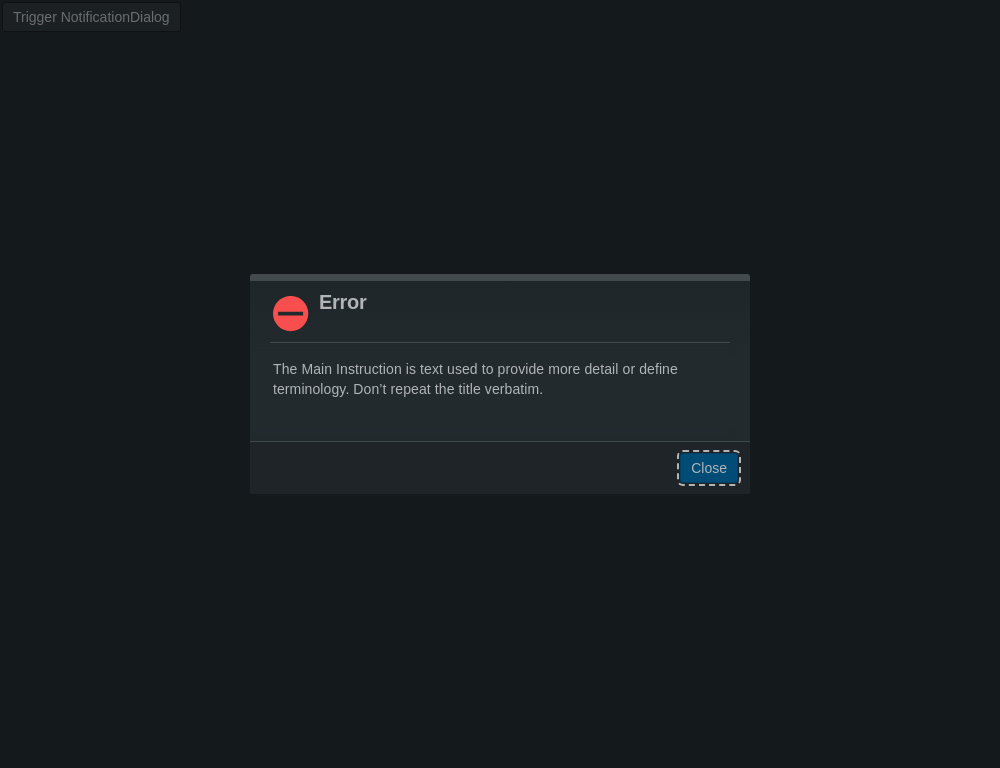 Trigger NotificationDialog
Error
The Main Instruction is text used to provide more detail or define
terminology. Don’t repeat the title verbatim.
Close